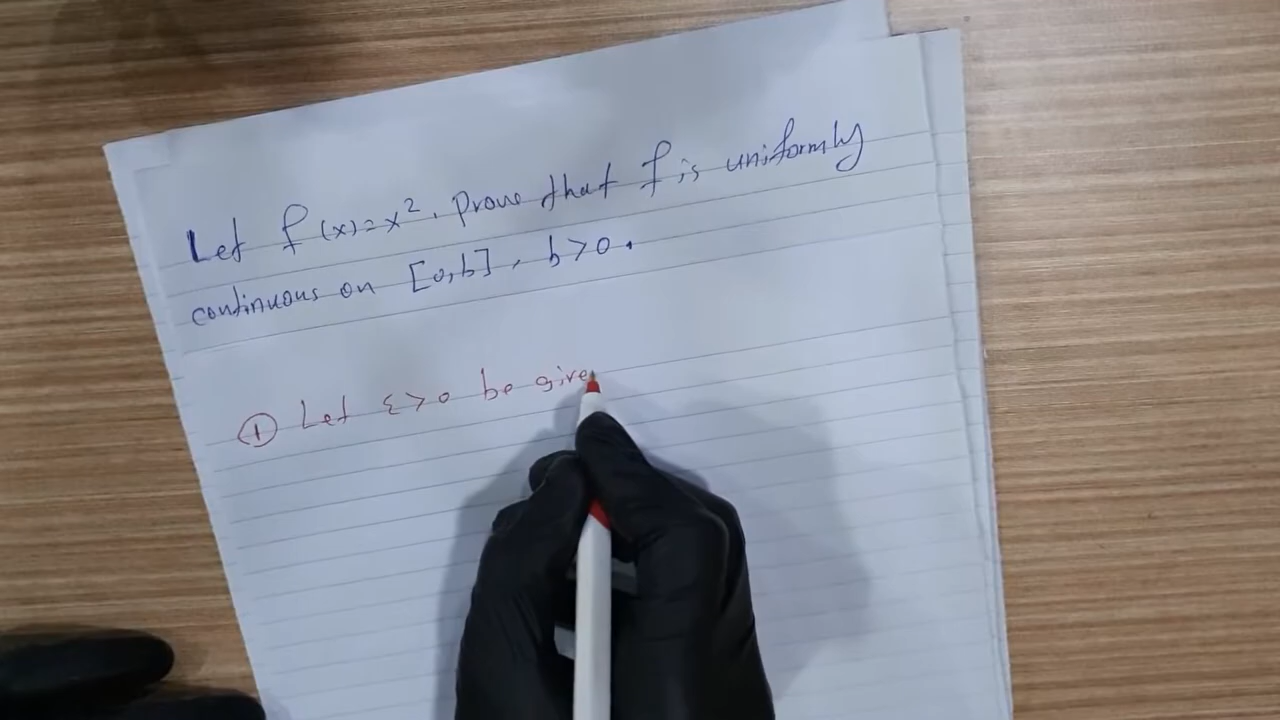 Let f(x)=x². Prove that f is uniformly
continuous on [0,b], b>0.
① Let ε>0 be give